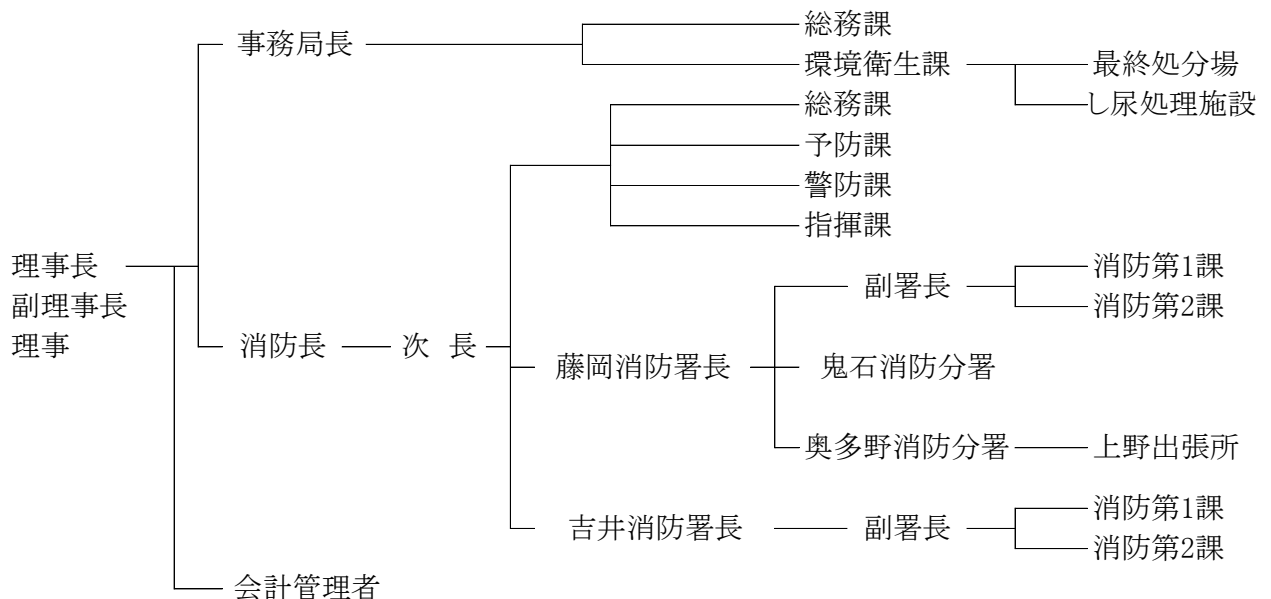 総務課
事務局長
環境衛生課
最終処分場
し尿処理施設
総務課
予防課
警防課
指揮課
理事長
副理事長
理事
消防長
次 長
藤岡消防署長
副署長
消防第1課
消防第2課
鬼石消防分署
奥多野消防分署
上野出張所
吉井消防署長
副署長
消防第1課
消防第2課
会計管理者